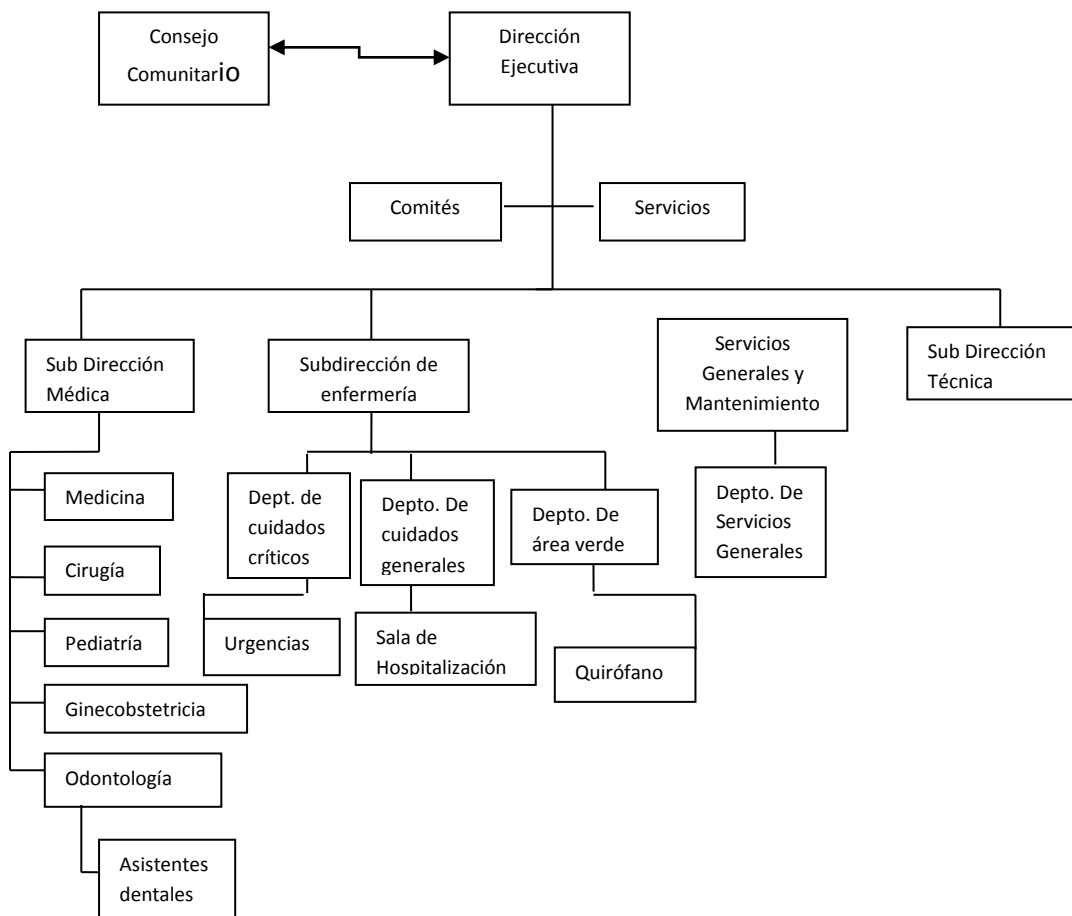 Consejo
Comunitario
Dirección
Ejecutiva
Comités
Servicios
Sub Dirección
Médica
Subdirección de
enfermería
Servicios
Generales y
Mantenimiento
Sub Dirección
Técnica
Medicina
Cirugía
Pediatría
Ginecobstetricia
Odontología
Asistentes
dentales
Dept. de
cuidados
críticos
Depto. De
cuidados
generales
Depto. De
área verde
Depto. De
Servicios
Generales
Urgencias
Sala de
Hospitalización
Quirófano